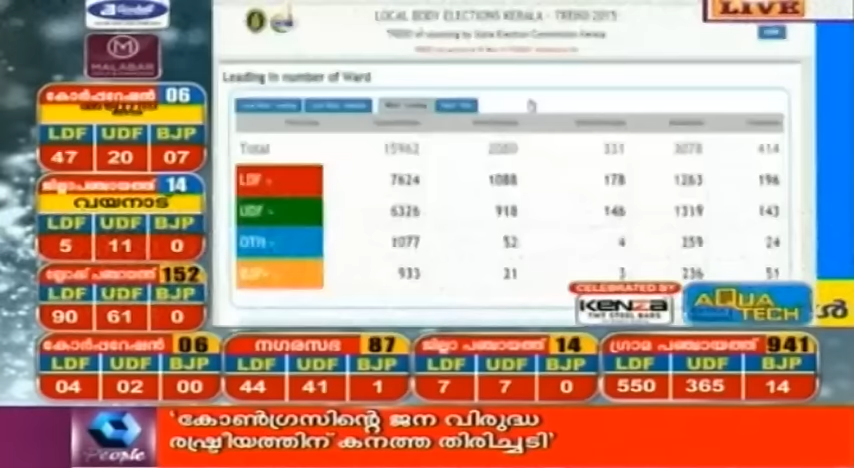 LIVE
MALABAR
LOCAL BODY ELECTIONS KERALA - TREND 2015
Leading in number of Ward
Total 15962 2080 331 3078 414
LDF - 7624 1088 178 1263 196
UDF - 6326 918 146 1319 143
OTH - 1077 52 4 259 24
BJP - 933 21 3 236 51
കോർപ്പറേഷൻ 06
LDF UDF BJP
47 20 07
ജില്ലാപഞ്ചായത്ത് 14
വയനാട്
LDF UDF BJP
5 11 0
ബ്ലോക്ക് പഞ്ചായത്ത് 152
LDF UDF BJP
90 61 0
CELEBRATED BY
KENZA
TMT STEEL BARS
AQUA
TECH
കോർപ്പറേഷൻ 06
LDF UDF BJP
04 02 00
നഗരസഭ 87
LDF UDF BJP
44 41 1
ജില്ലാ പഞ്ചായത്ത് 14
LDF UDF BJP
7 7 0
ഗ്രാമ പഞ്ചായത്ത് 941
LDF UDF BJP
550 365 14
People
'കോൺഗ്രസിന്റെ ജന വിരുദ്ധ
രാഷ്ട്രീയത്തിന് കനത്ത തിരിച്ചടി'